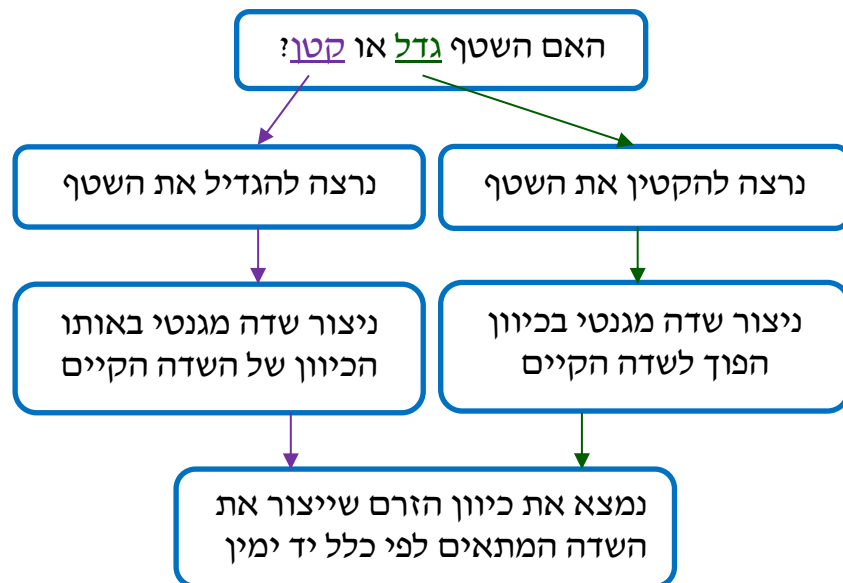 האם השטף גדל או קטן?
נרצה להקטין את השטף
נרצה להגדיל את השטף
ניצור שדה מגנטי בכיוון
הפוך לשדה הקיים
ניצור שדה מגנטי באותו
הכיוון של השדה הקיים
נמצא את כיוון הזרם שייצור את
השדה המתאים לפי כלל יד ימין